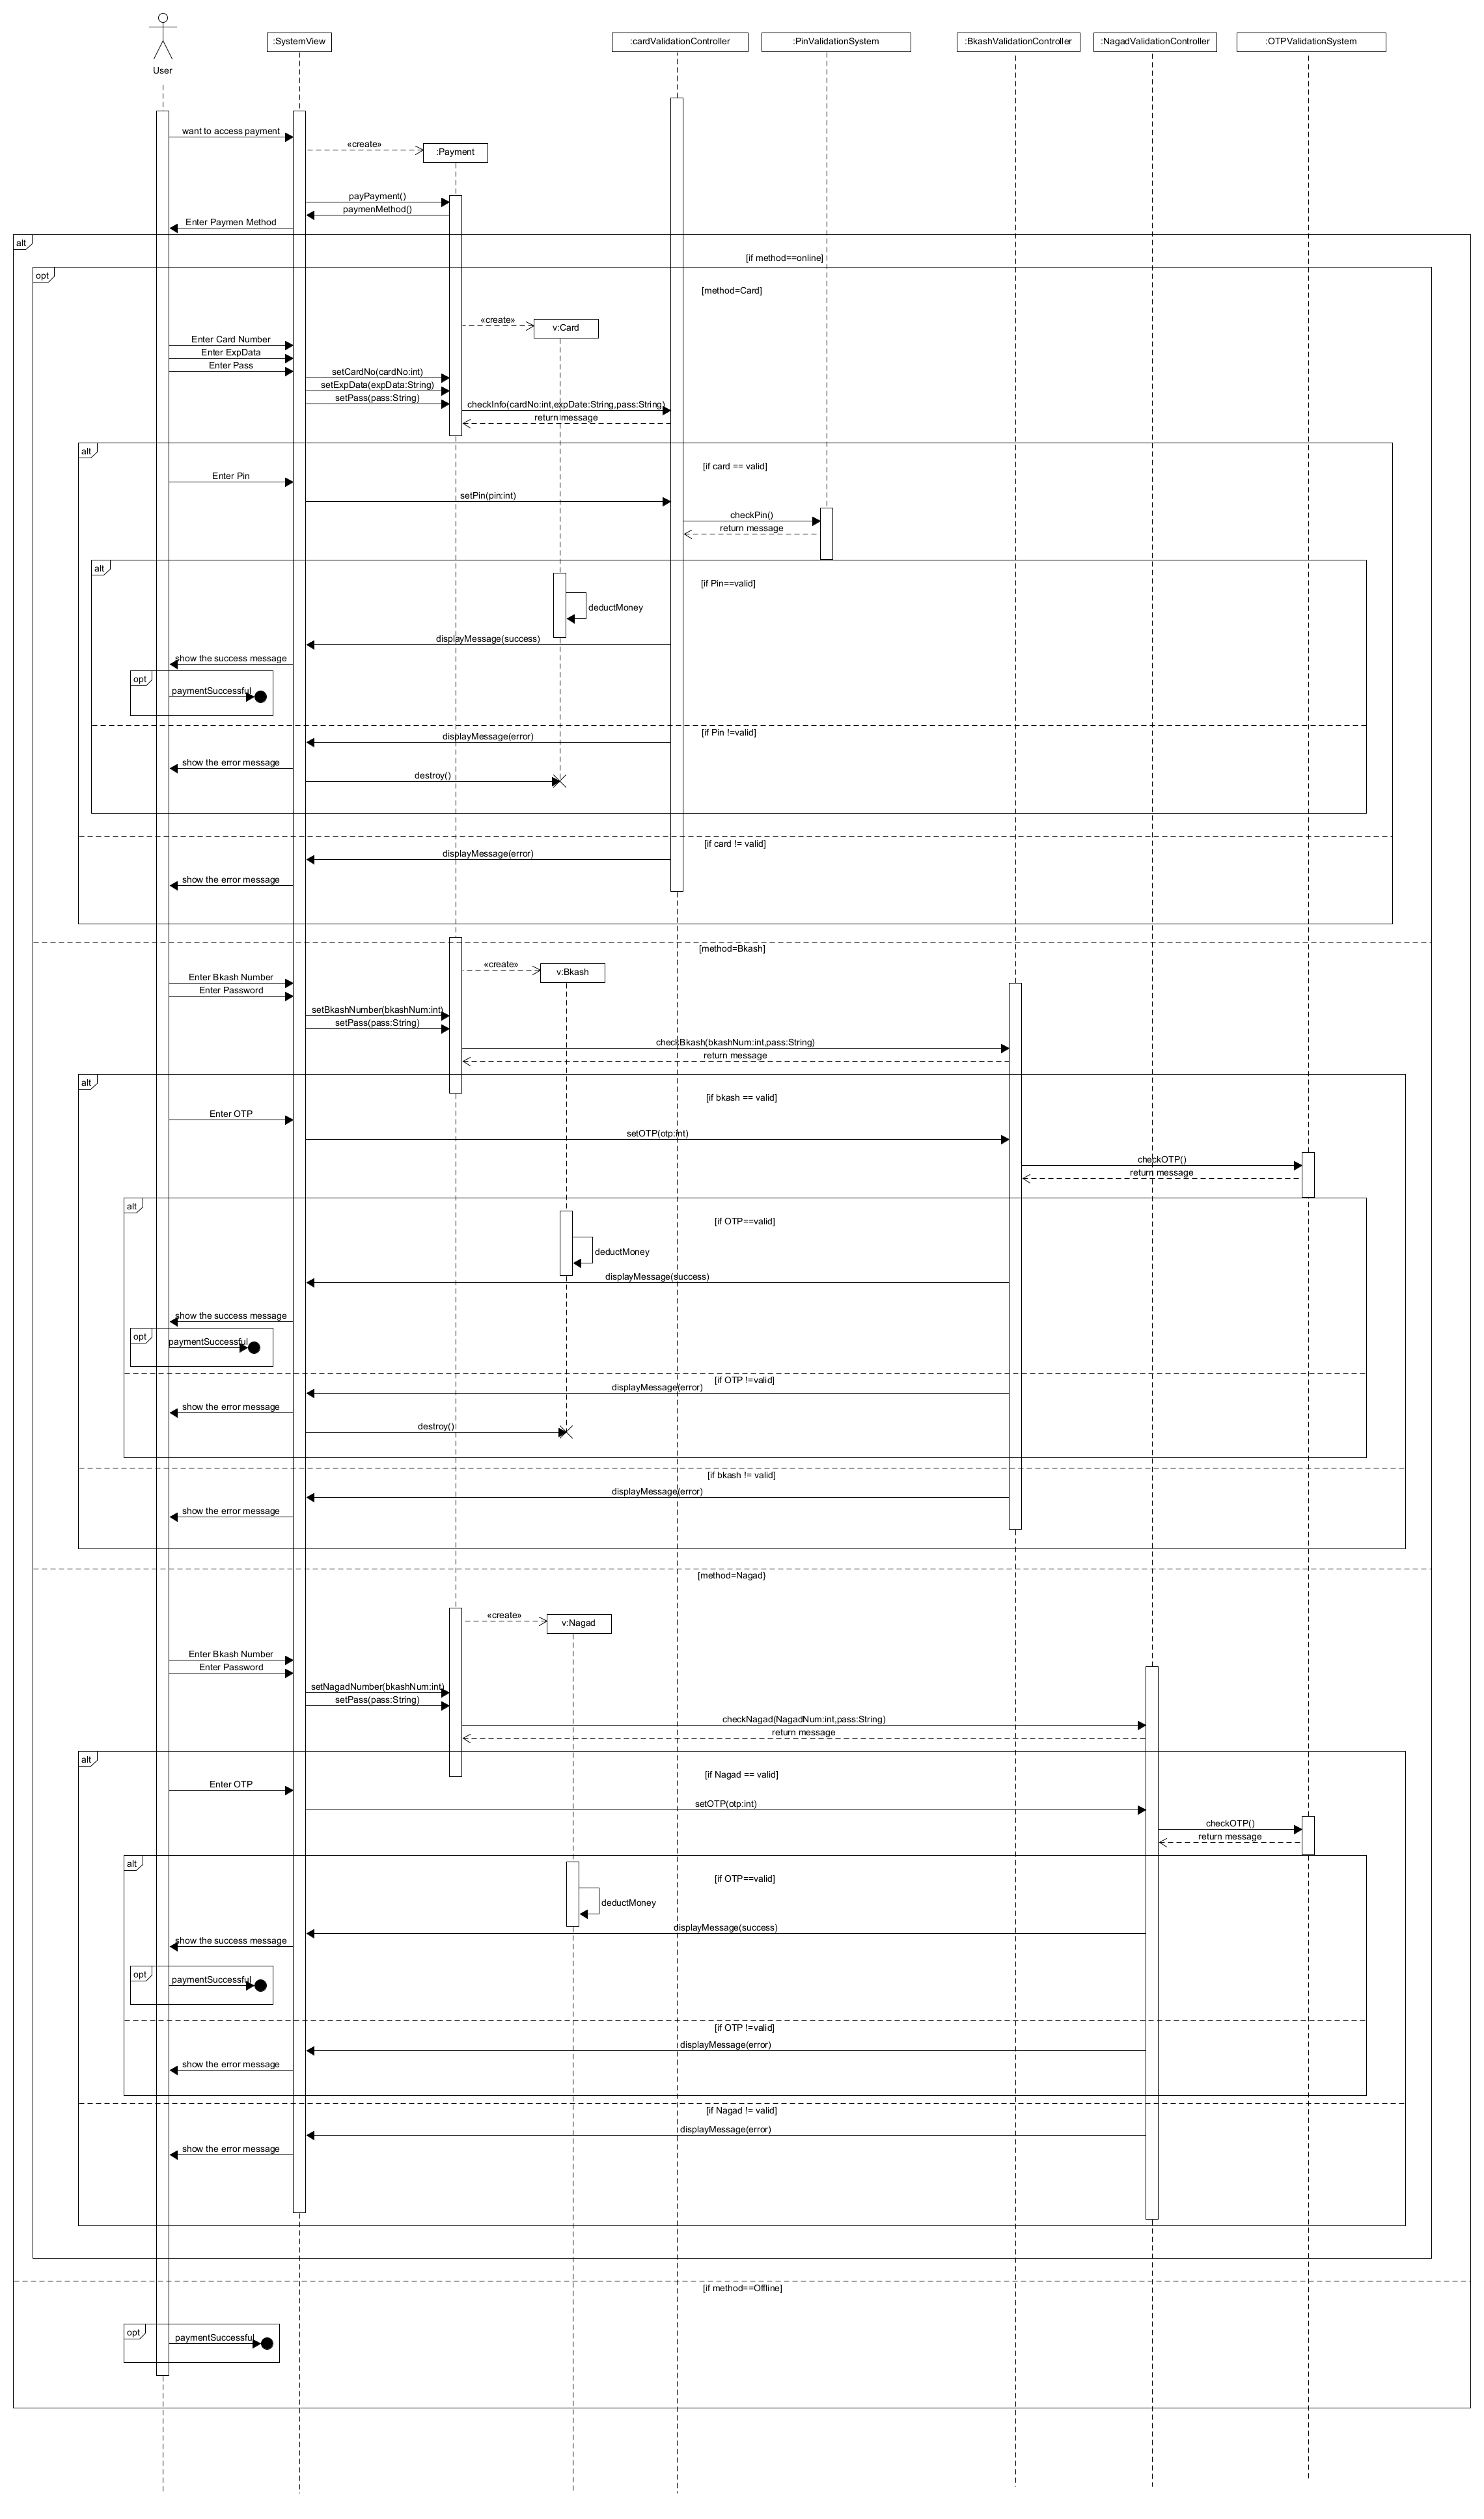 User
:SystemView
:cardValidationController
:PinValidationSystem
:BkashValidationController
:NagadValidationController
:OTPValidationSystem
want to access payment
«create»
:Payment
payPayment()
paymenMethod()
Enter Paymen Method
alt
[if method==online]
opt
[method=Card]
«create»
v:Card
Enter Card Number
Enter ExpData
Enter Pass
setCardNo(cardNo:int)
setExpData(expData:String)
setPass(pass:String)
checkInfo(cardNo:int,expDate:String,pass:String)
return message
alt
[if card == valid]
Enter Pin
setPin(pin:int)
checkPin()
return message
alt
[if Pin==valid]
deductMoney
displayMessage(success)
show the success message
opt
paymentSuccessful
[if Pin !=valid]
displayMessage(error)
show the error message
destroy()
[if card != valid]
displayMessage(error)
show the error message
[method=Bkash]
«create»
v:Bkash
Enter Bkash Number
Enter Password
setBkashNumber(bkashNum:int)
setPass(pass:String)
checkBkash(bkashNum:int,pass:String)
return message
alt
[if bkash == valid]
Enter OTP
setOTP(otp:int)
checkOTP()
return message
alt
[if OTP==valid]
deductMoney
displayMessage(success)
show the success message
opt
paymentSuccessful
[if OTP !=valid]
displayMessage(error)
show the error message
destroy()
[if bkash != valid]
displayMessage(error)
show the error message
[method=Nagad}
«create»
v:Nagad
Enter Bkash Number
Enter Password
setNagadNumber(bkashNum:int)
setPass(pass:String)
checkNagad(NagadNum:int,pass:String)
return message
alt
[if Nagad == valid]
Enter OTP
setOTP(otp:int)
checkOTP()
return message
alt
[if OTP==valid]
deductMoney
displayMessage(success)
show the success message
opt
paymentSuccessful
[if OTP !=valid]
displayMessage(error)
show the error message
[if Nagad != valid]
displayMessage(error)
show the error message
[if method==Offline]
opt
paymentSuccessful